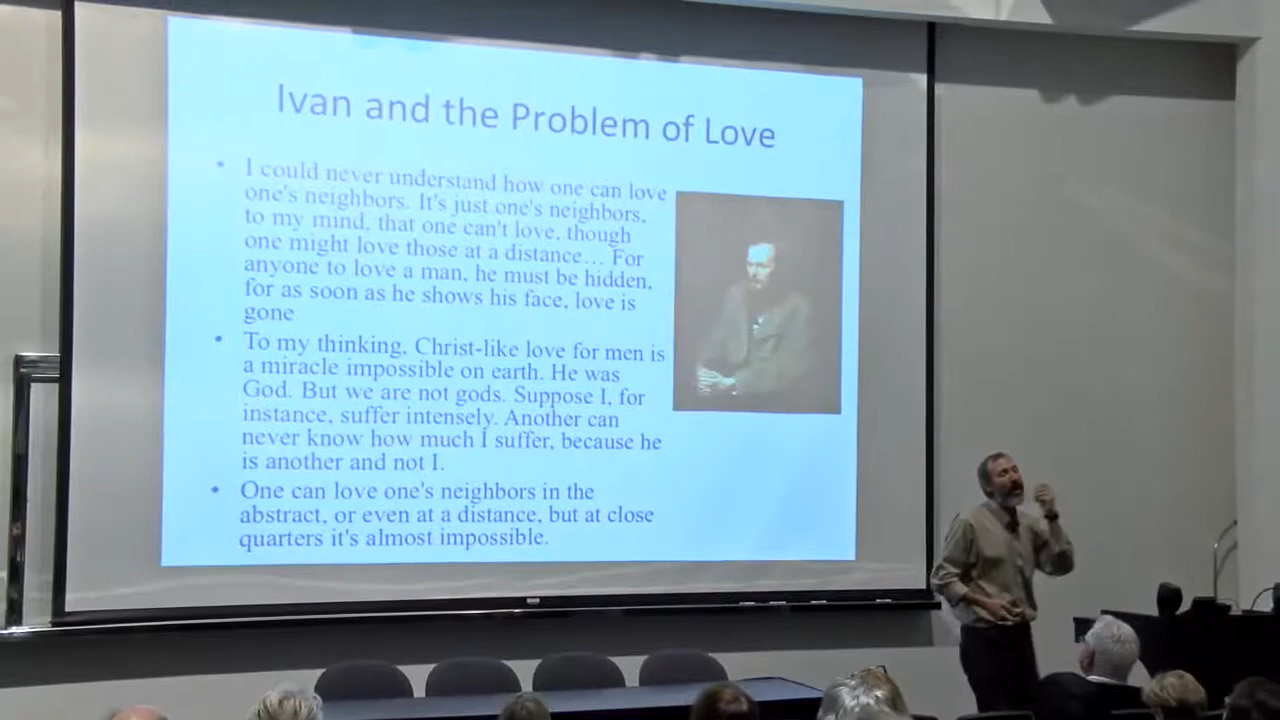 Ivan and the Problem of Love
• I could never understand how one can love
one's neighbors. It's just one's neighbors,
to my mind, that one can't love, though
one might love those at a distance… For
anyone to love a man, he must be hidden,
for as soon as he shows his face, love is
gone
• To my thinking, Christ-like love for men is
a miracle impossible on earth. He was
God. But we are not gods. Suppose I, for
instance, suffer intensely. Another can
never know how much I suffer, because he
is another and not I.
• One can love one's neighbors in the
abstract, or even at a distance, but at close
quarters it's almost impossible.